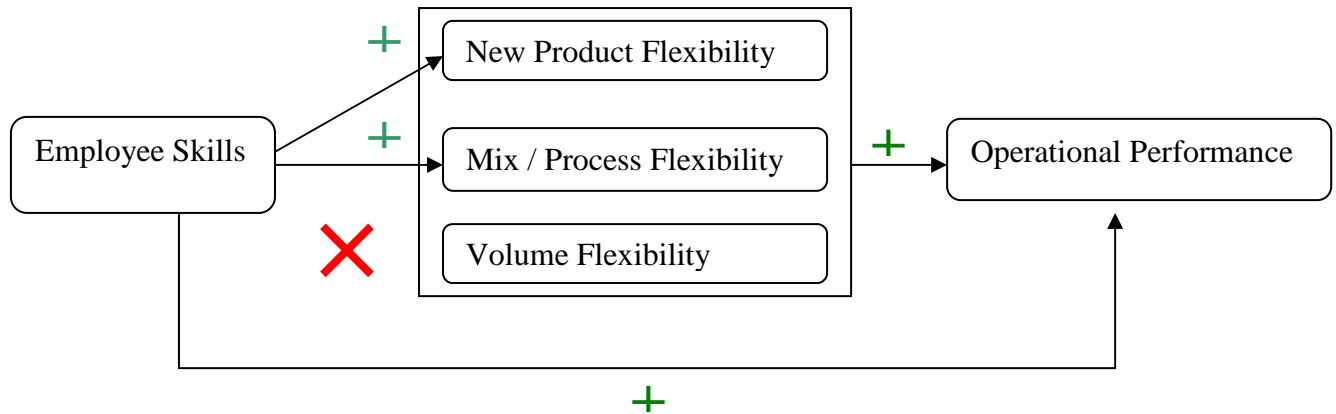 New Product Flexibility
Employee Skills
Mix / Process Flexibility
Operational Performance
Volume Flexibility